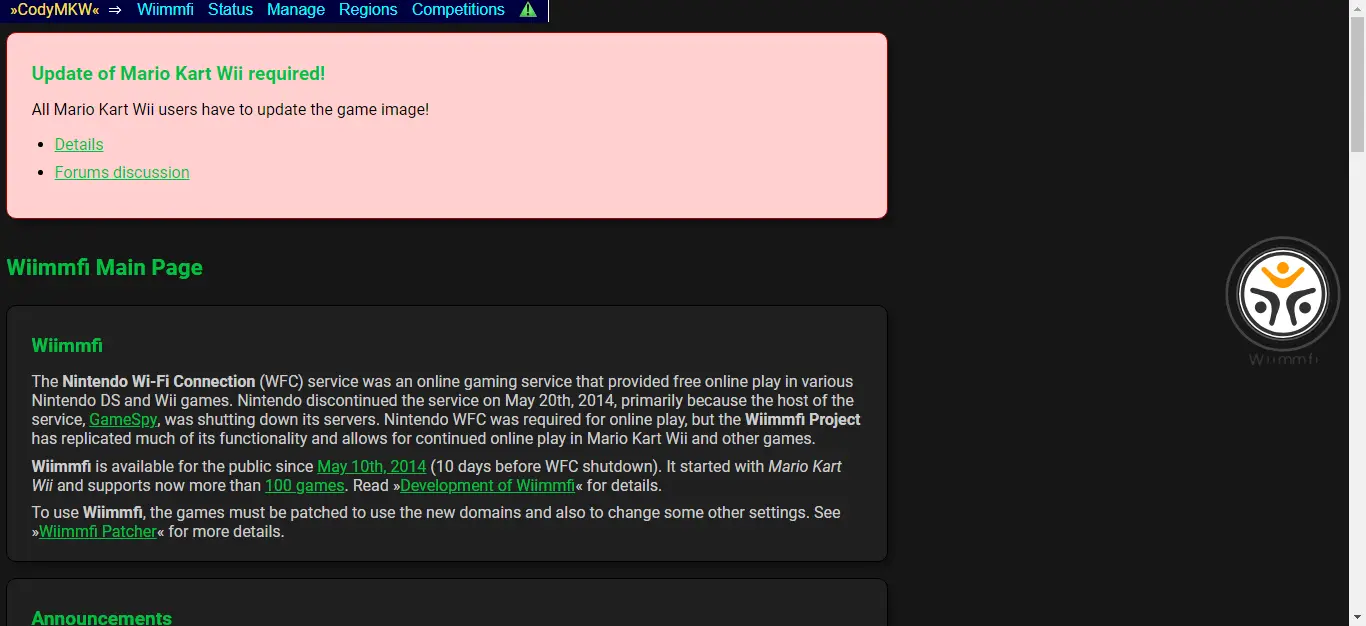 »CodyMKW« ⇒ Wiimmfi Status Manage Regions Competitions
Update of Mario Kart Wii required!
All Mario Kart Wii users have to update the game image!
• Details
• Forums discussion
Wiimmfi Main Page
Wiimmfi
Wiimmfi
The Nintendo Wi-Fi Connection (WFC) service was an online gaming service that provided free online play in various
Nintendo DS and Wii games. Nintendo discontinued the service on May 20th, 2014, primarily because the host of the
service, GameSpy, was shutting down its servers. Nintendo WFC was required for online play, but the Wiimmfi Project
has replicated much of its functionality and allows for continued online play in Mario Kart Wii and other games.
Wiimmfi is available for the public since May 10th, 2014 (10 days before WFC shutdown). It started with Mario Kart
Wii and supports now more than 100 games. Read »Development of Wiimmfi« for details.
To use Wiimmfi, the games must be patched to use the new domains and also to change some other settings. See
»Wiimmfi Patcher« for more details.
Announcements